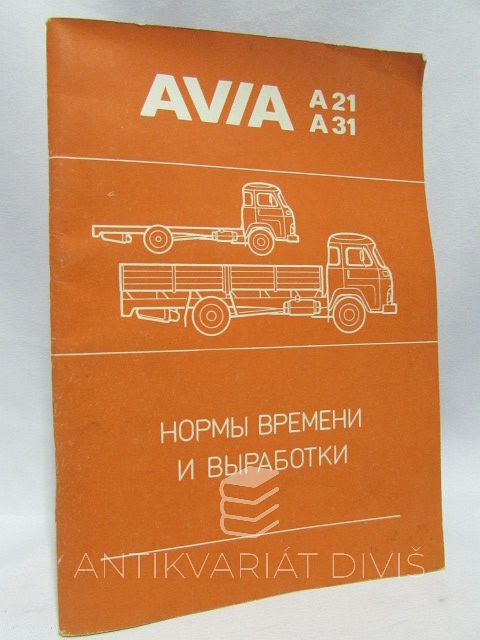 AVIA A 21
A 31
НОРМЫ ВРЕМЕНИ
И ВЫРАБОТКИ
ANTIKVARIÁT DIVIŠ